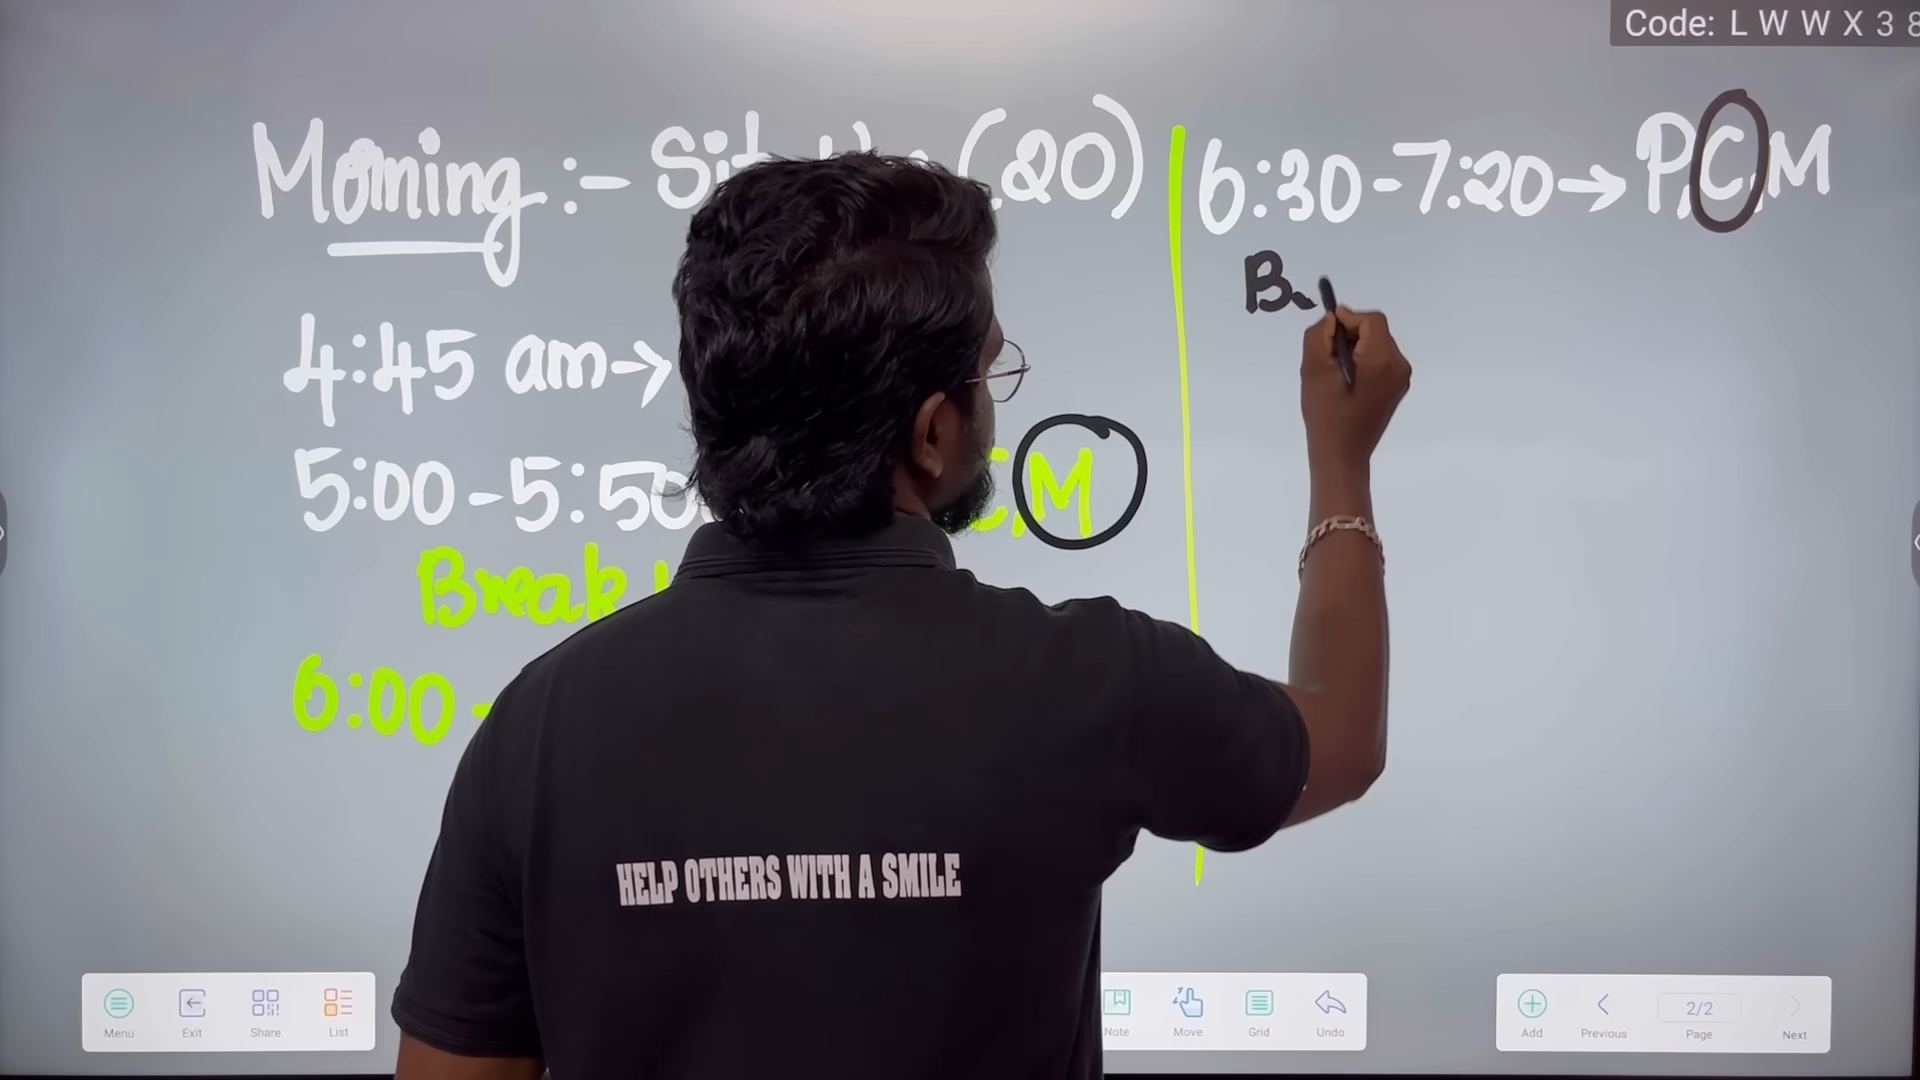 Code: L W W X 3 8
Morning :- (20)
4:45 am→
5:00-5:50 C,M
Break
6:00 -
6:30-7:20→ P,C,M
B
HELP OTHERS WITH A SMILE
Menu Exit Share List
Note Move Grid Undo
Add Previous 2/2 Page Next